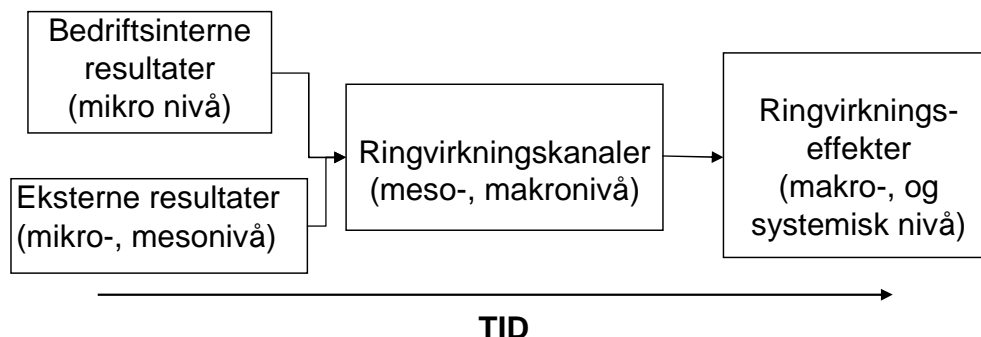 Bedriftsinterne
resultater
(mikro nivå)
Eksterne resultater
(mikro-, mesonivå)
Ringvirkningskanaler
(meso-, makronivå)
Ringvirknings-
effekter
(makro-, og
systemisk nivå)
TID